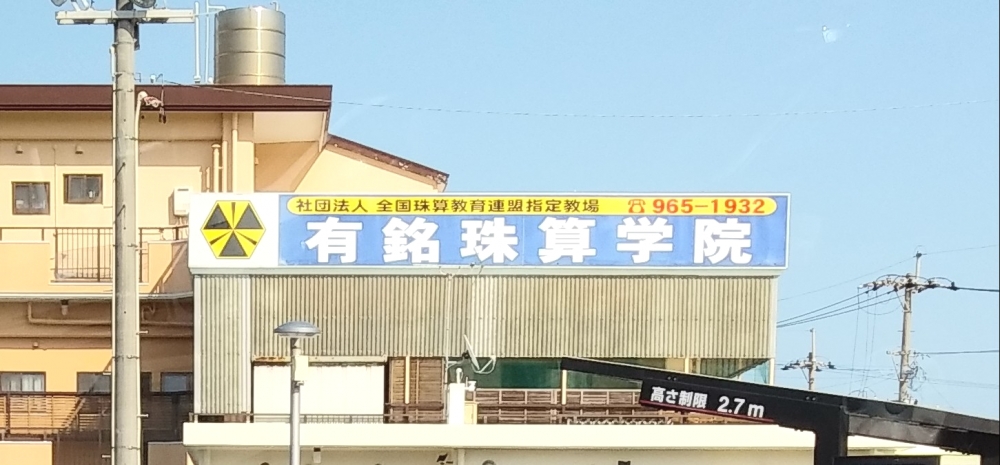 社団法人 全国珠算教育連盟指定教場 ☎965-1932
有銘珠算学院
高さ制限 2.7m